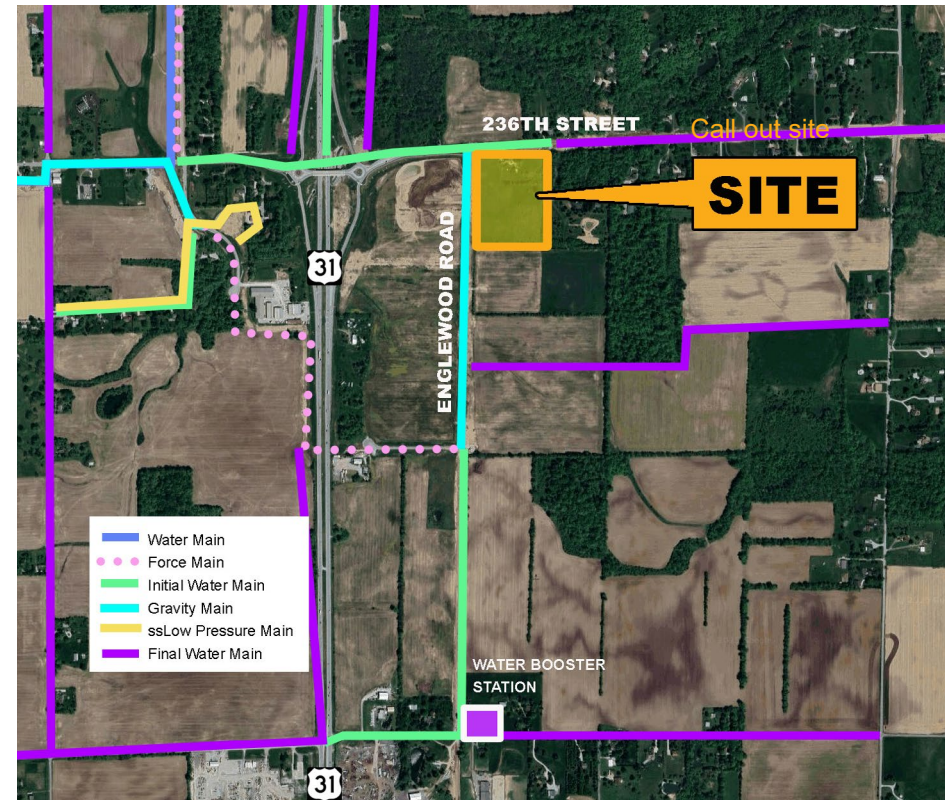 236TH STREET
Call out site
SITE
31
ENGLEWOOD ROAD
Water Main
Force Main
Initial Water Main
Gravity Main
ssLow Pressure Main
Final Water Main
WATER BOOSTER
STATION
31